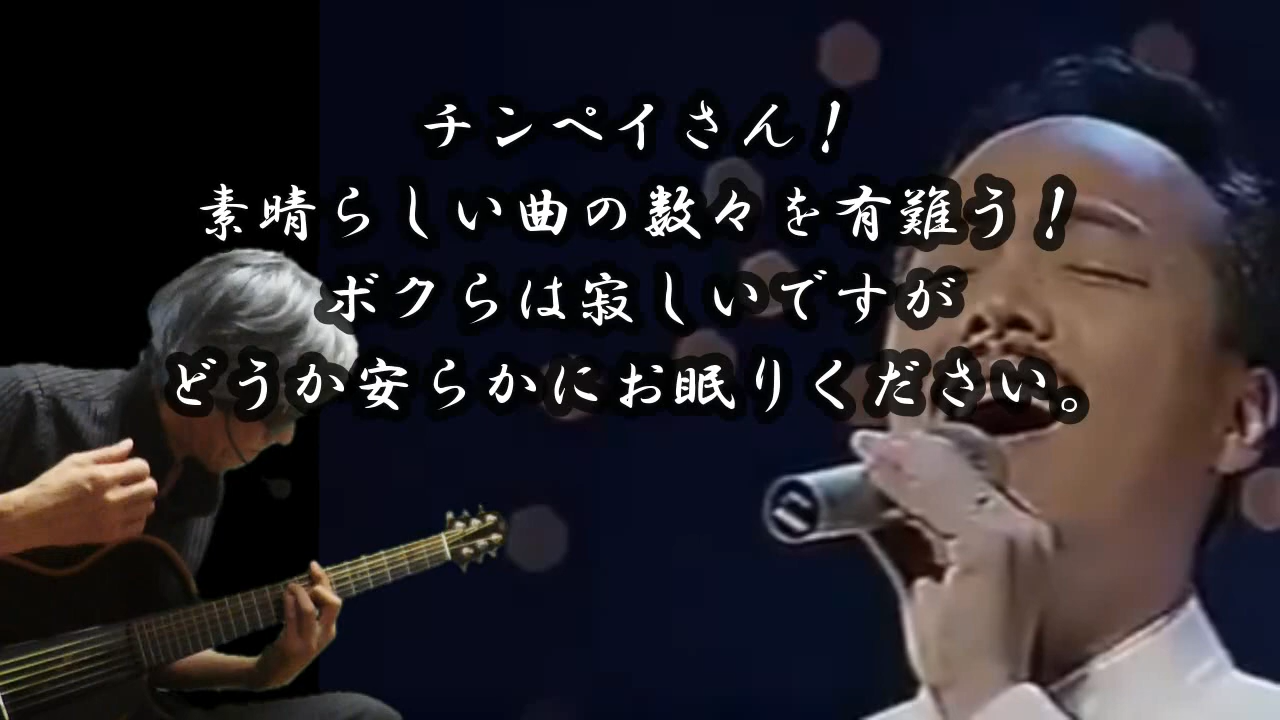 チンペイさん！
素晴らしい曲の数々を有難う！
ボクらは寂しいですが
どうか安らかにお眠りください。